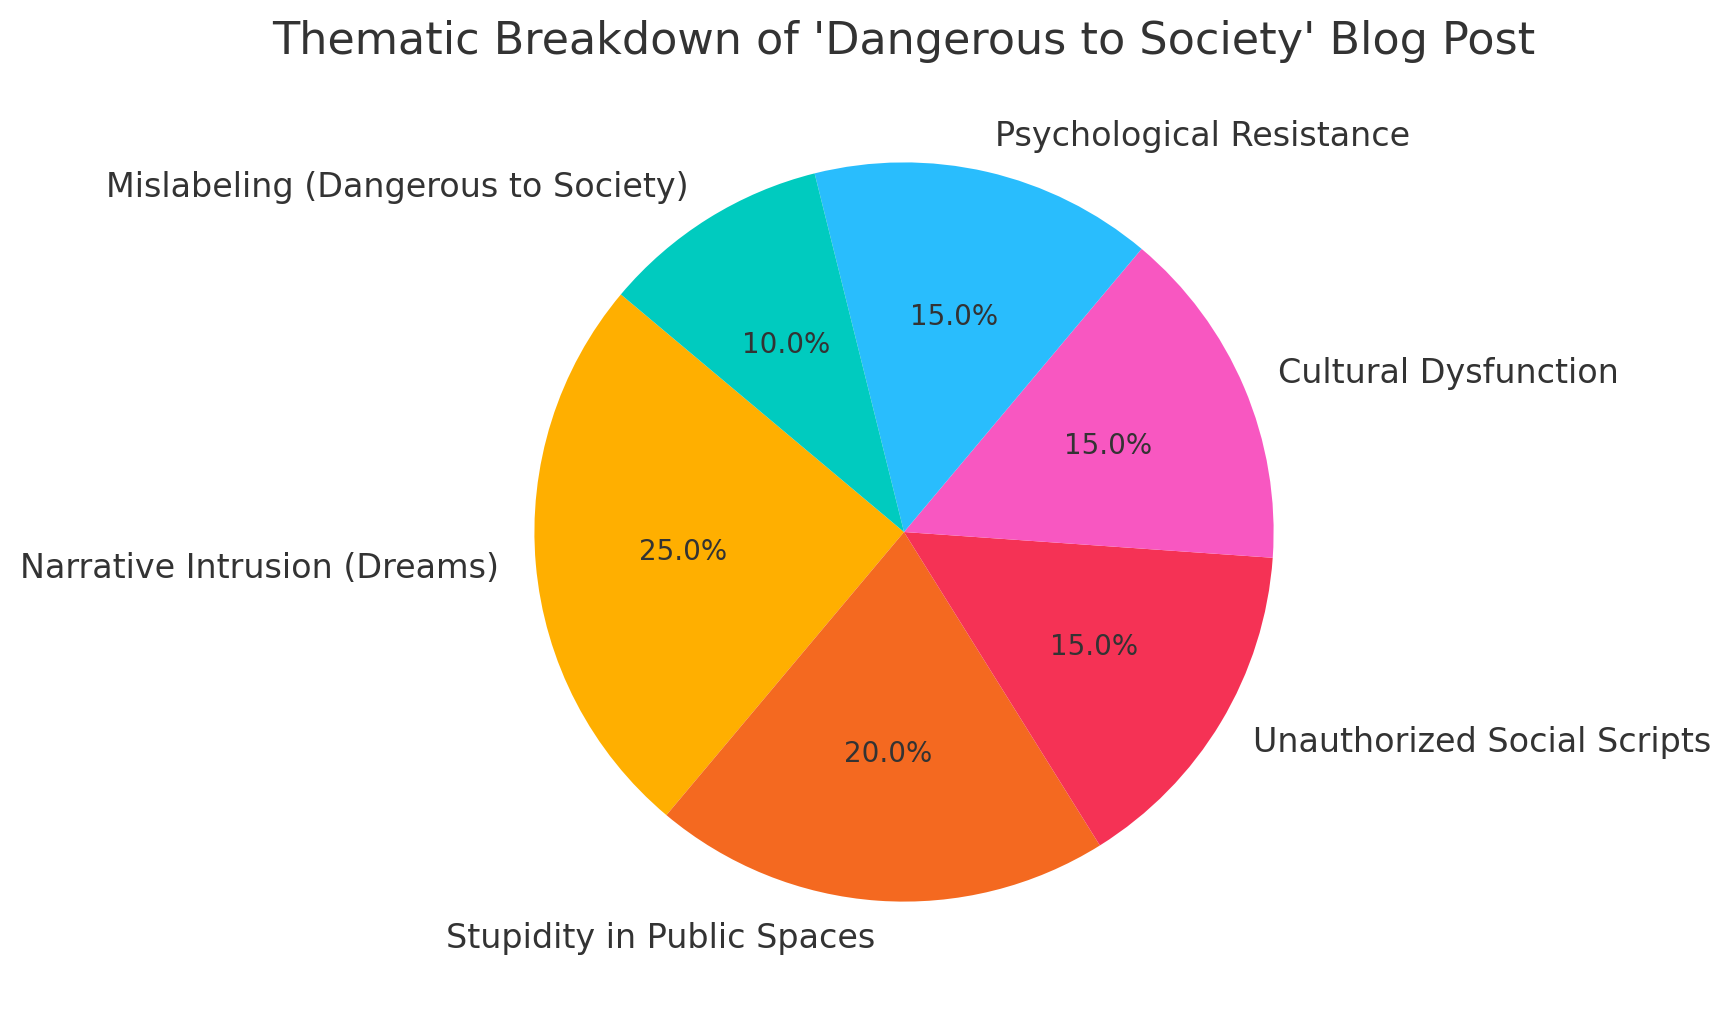 Thematic Breakdown of 'Dangerous to Society' Blog Post
Psychological Resistance
Mislabeling (Dangerous to Society)
15.0%
10.0%
Cultural Dysfunction
15.0%
25.0%
Narrative Intrusion (Dreams)
15.0%
20.0%
Unauthorized Social Scripts
Stupidity in Public Spaces